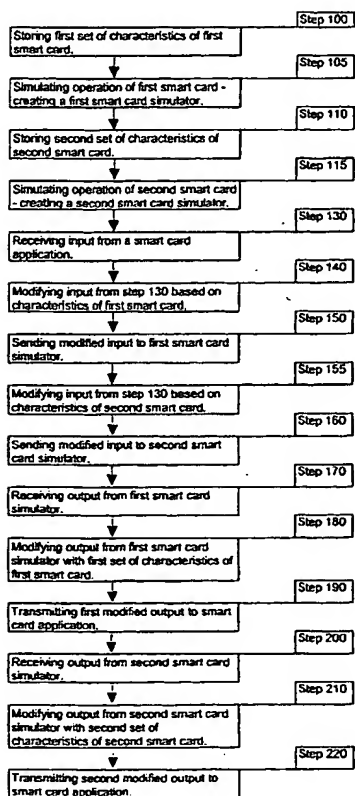 Step 100
Storing first set of characteristics of first
smart card.
Step 105
Simulating operation of first smart card -
creating a first smart card simulator.
Step 110
Storing second set of characteristics of
second smart card.
Step 115
Simulating operation of second smart card
- creating a second smart card simulator.
Step 130
Receiving input from a smart card
application.
Step 140
Modifying input from step 130 based on
characteristics of first smart card.
Step 150
Sending modified input to first smart card
simulator.
Step 155
Modifying input from step 130 based on
characteristics of second smart card.
Step 160
Sending modified input to second smart
card simulator.
Step 170
Receiving output from first smart card
simulator.
Step 180
Modifying output from first smart card
simulator with first set of characteristics of
first smart card.
Step 190
Transmitting first modified output to smart
card application.
Step 200
Receiving output from second smart card
simulator.
Step 210
Modifying output from second smart card
simulator with second set of
characteristics of second smart card.
Step 220
Transmitting second modified output to
smart card application.